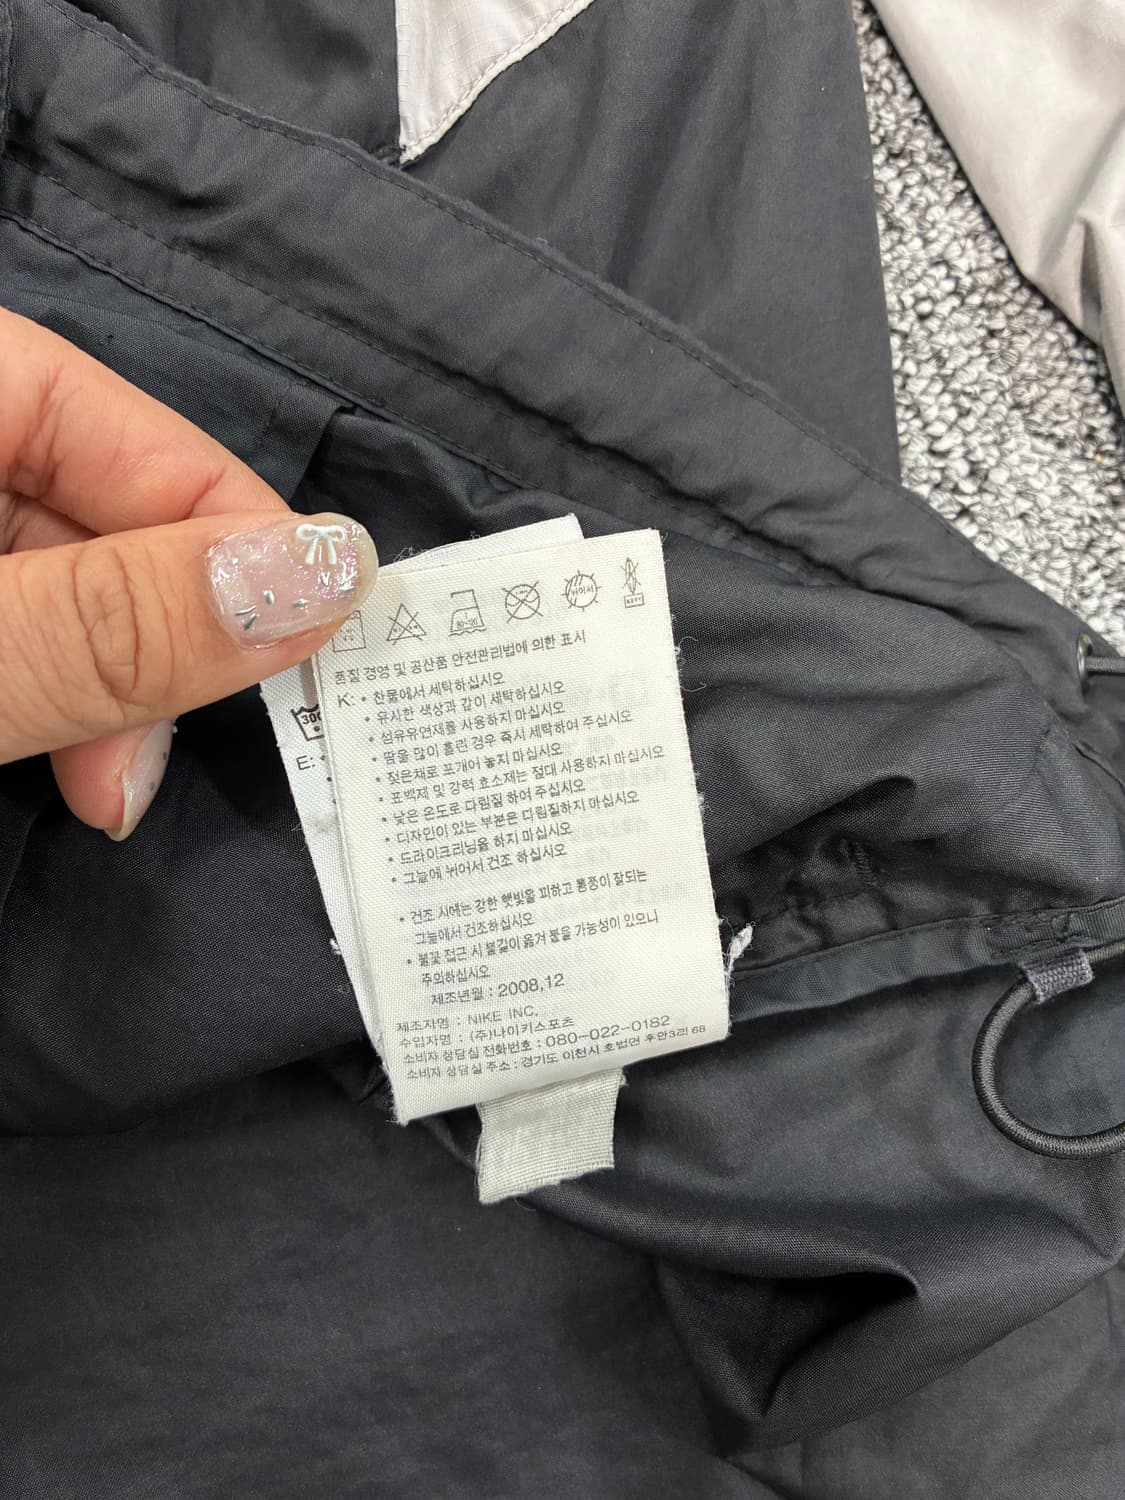 80~120
뉘어서
품질 경영 및 공산품 안전관리법에 의한 표시
K: • 찬물에서 세탁하십시오
• 유사한 색상과 같이 세탁하십시오
• 섬유유연제를 사용하지 마십시오
• 땀을 많이 흘린 경우 즉시 세탁하여 주십시오
• 젖은채로 포개어 놓지 마십시오
• 표백제 및 강력 효소제는 절대 사용하지 마십시오
• 낮은 온도로 다림질 하여 주십시오
• 디자인이 있는 부분은 다림질하지 마십시오
• 드라이크리닝을 하지 마십시오
• 그늘에 뉘어서 건조 하십시오
• 건조 시에는 강한 햇빛을 피하고 통풍이 잘되는
그늘에서 건조하십시오
• 불꽃 접근 시 불길이 옮겨 붙을 가능성이 있으니
주의하십시오
제조년월 : 2008,12
제조자명 : NIKE INC.
수입자명 : (주)나이키스포츠
소비자 상담실 전화번호 : 080-022-0182
소비자 상담실 주소 : 경기도 이천시 호법면 후안3리 68
300
E: